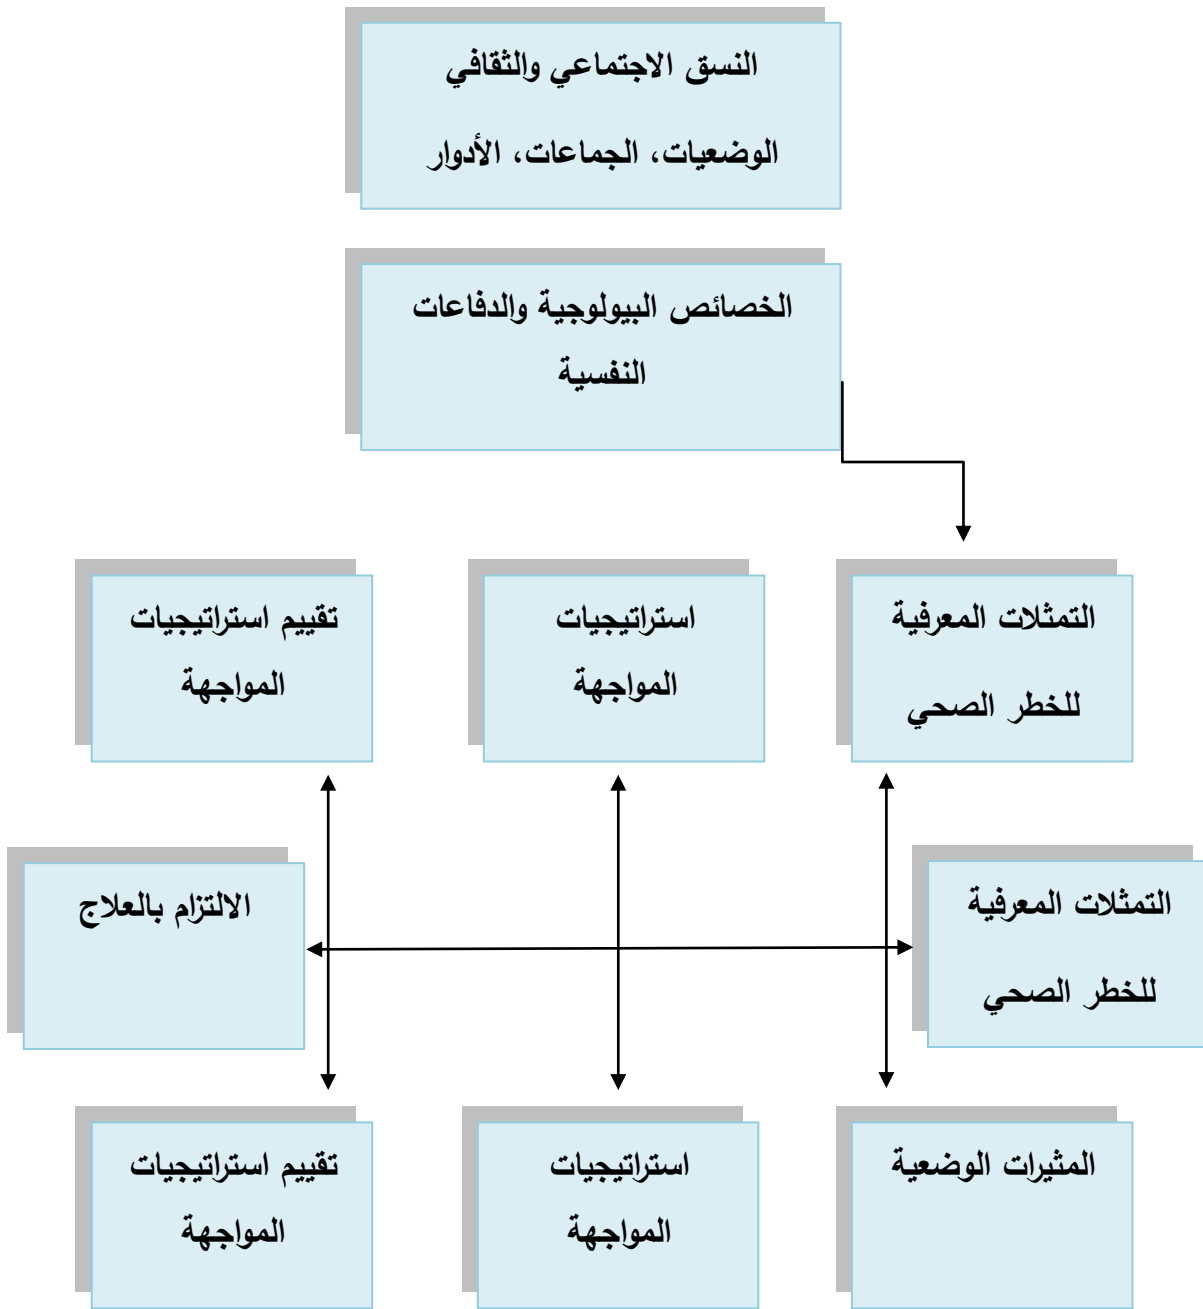 النسق الاجتماعي والثقافي
الوضعيات، الجماعات، الأدوار
الخصائص البيولوجية والدفاعات
النفسية
التمثلات المعرفية
للخطر الصحي
استراتيجيات
المواجهة
تقييم استراتيجيات
المواجهة
التمثلات المعرفية
للخطر الصحي
الالتزام بالعلاج
المثيرات الوضعية
استراتيجيات
المواجهة
تقييم استراتيجيات
المواجهة